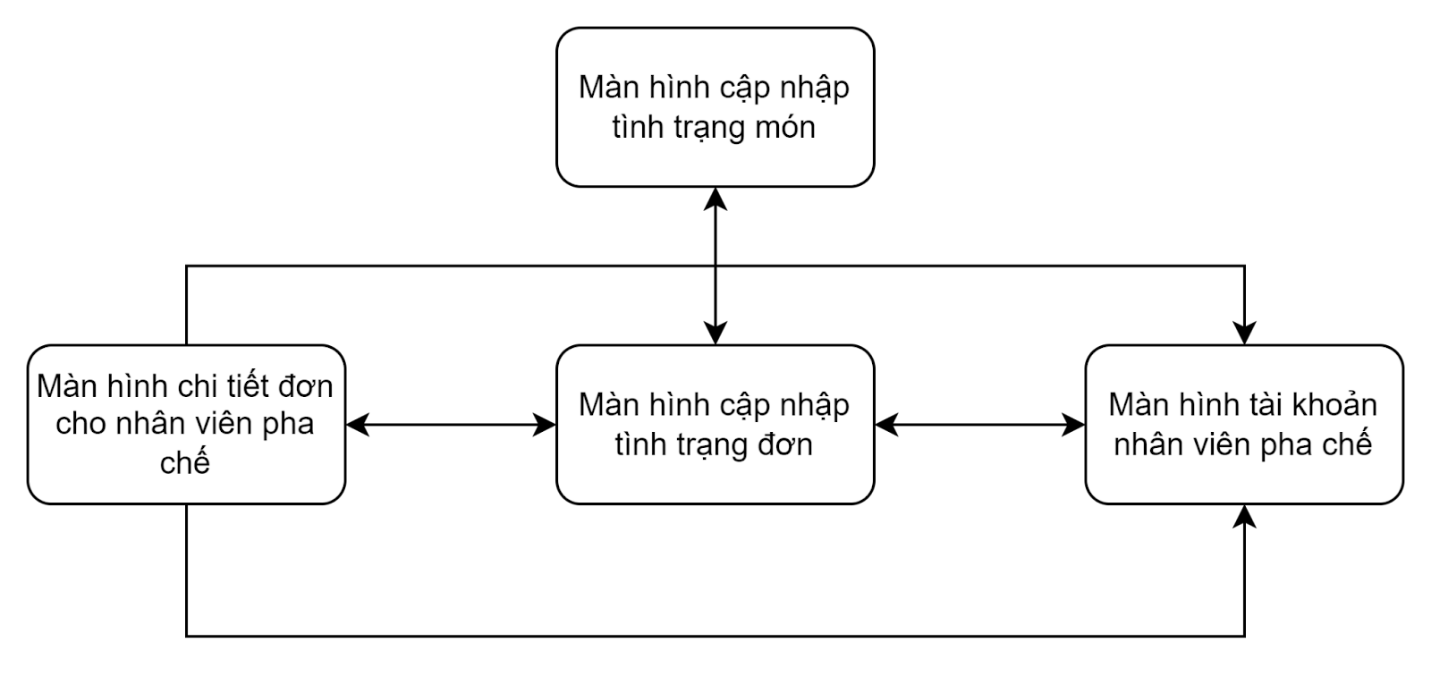 Màn hình cập nhập
tình trạng món
Màn hình chi tiết đơn
cho nhân viên pha
chế
Màn hình cập nhập
tình trạng đơn
Màn hình tài khoản
nhân viên pha chế